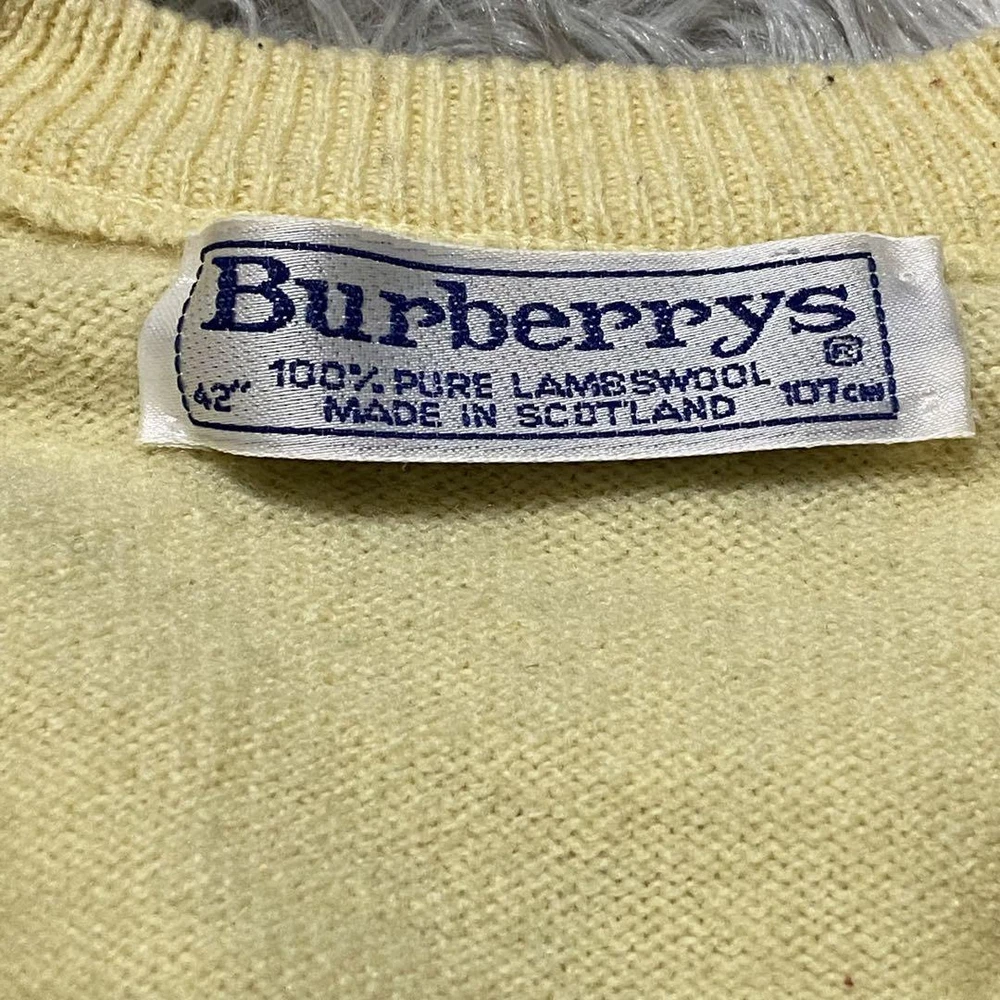 Burberrys
®
42" 100% PURE LAMBSWOOL 107cm
MADE IN SCOTLAND